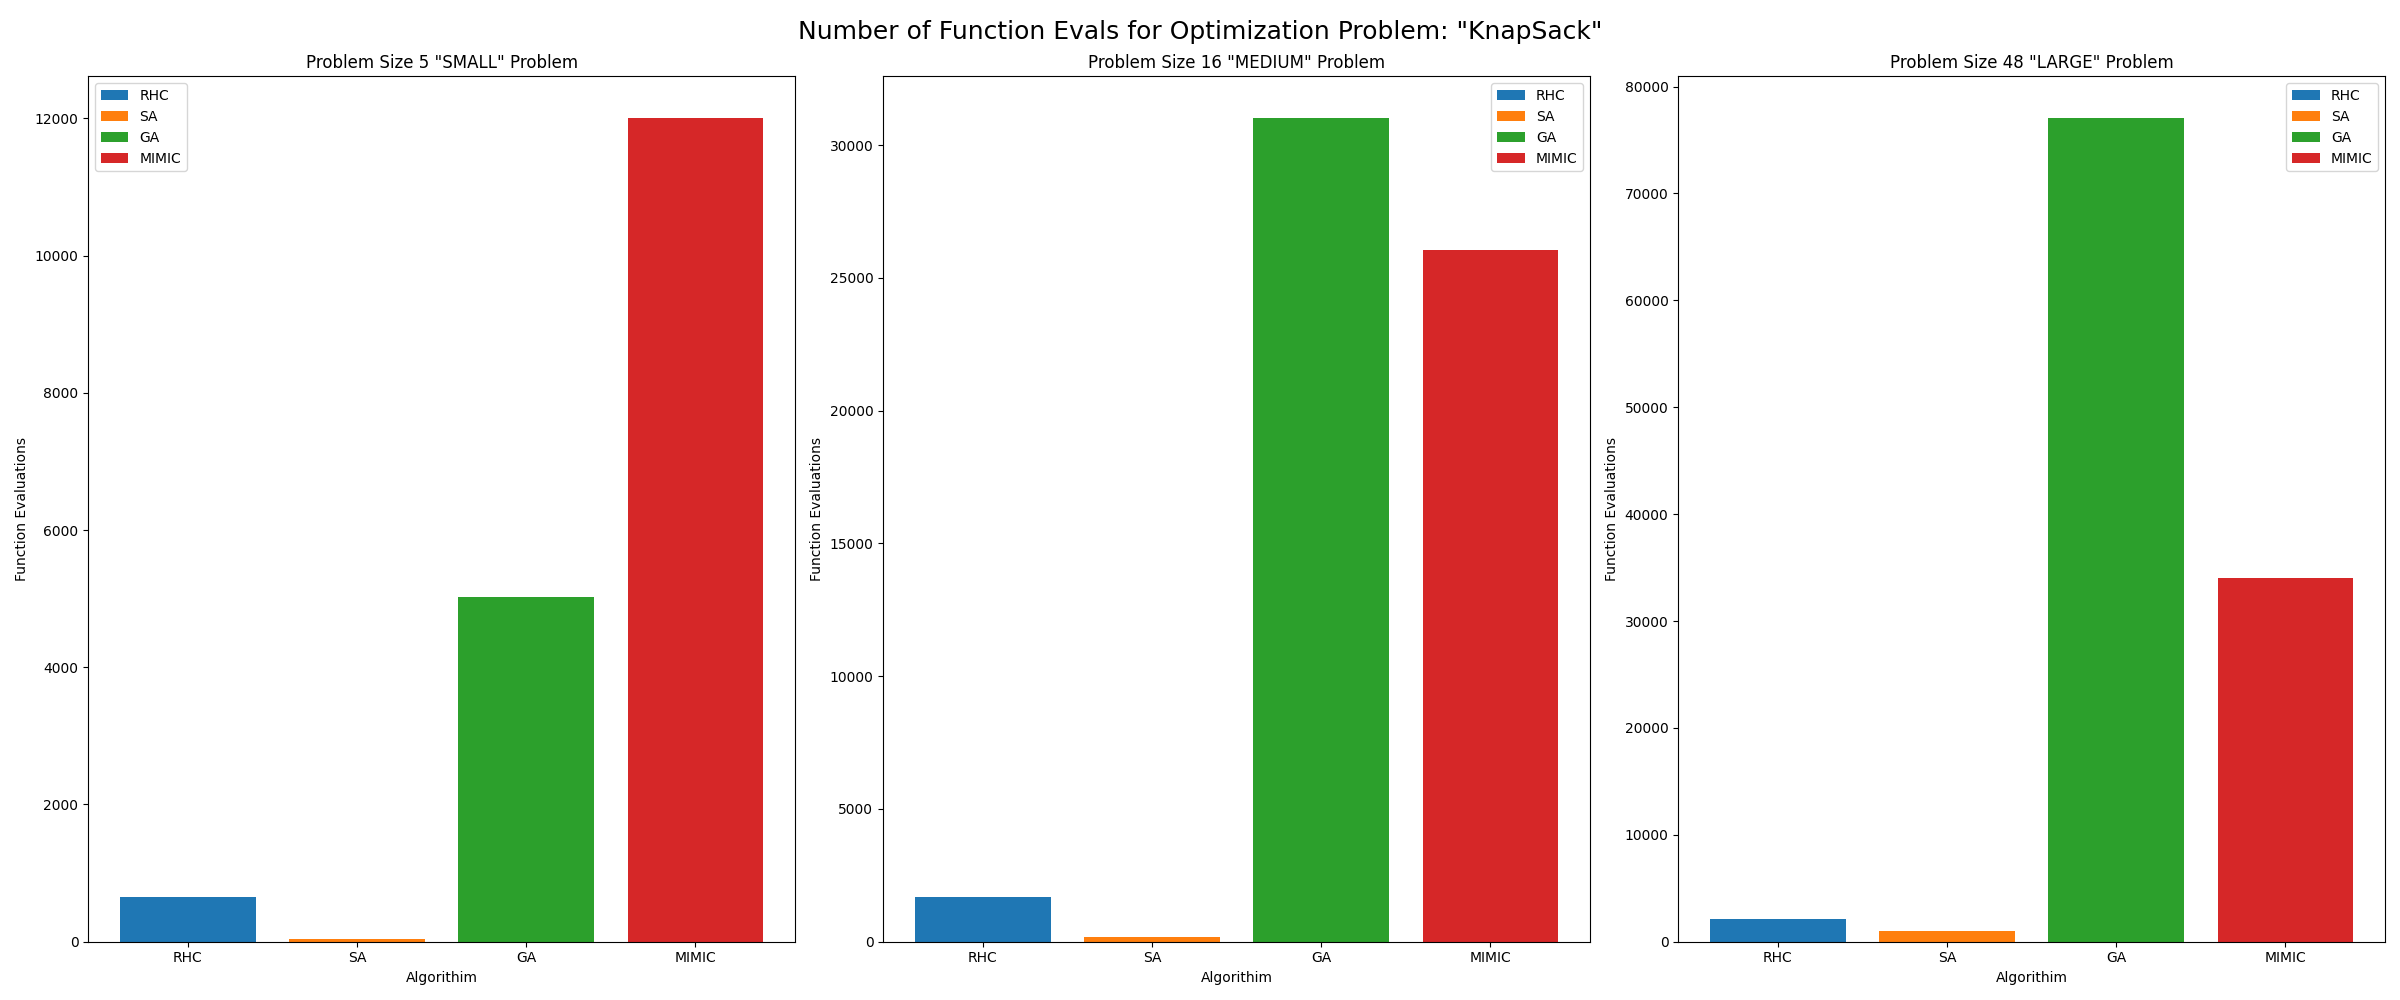 Number of Function Evals for Optimization Problem: "KnapSack"
Problem Size 5 "SMALL" Problem
RHC
SA
GA
MIMIC
12000
10000
8000
6000
4000
2000
0
Function Evaluations
RHC SA GA MIMIC
Algorithim
Problem Size 16 "MEDIUM" Problem
RHC
SA
GA
MIMIC
30000
25000
20000
15000
10000
5000
0
Function Evaluations
RHC SA GA MIMIC
Algorithim
Problem Size 48 "LARGE" Problem
RHC
SA
GA
MIMIC
80000
70000
60000
50000
40000
30000
20000
10000
0
Function Evaluations
RHC SA GA MIMIC
Algorithim